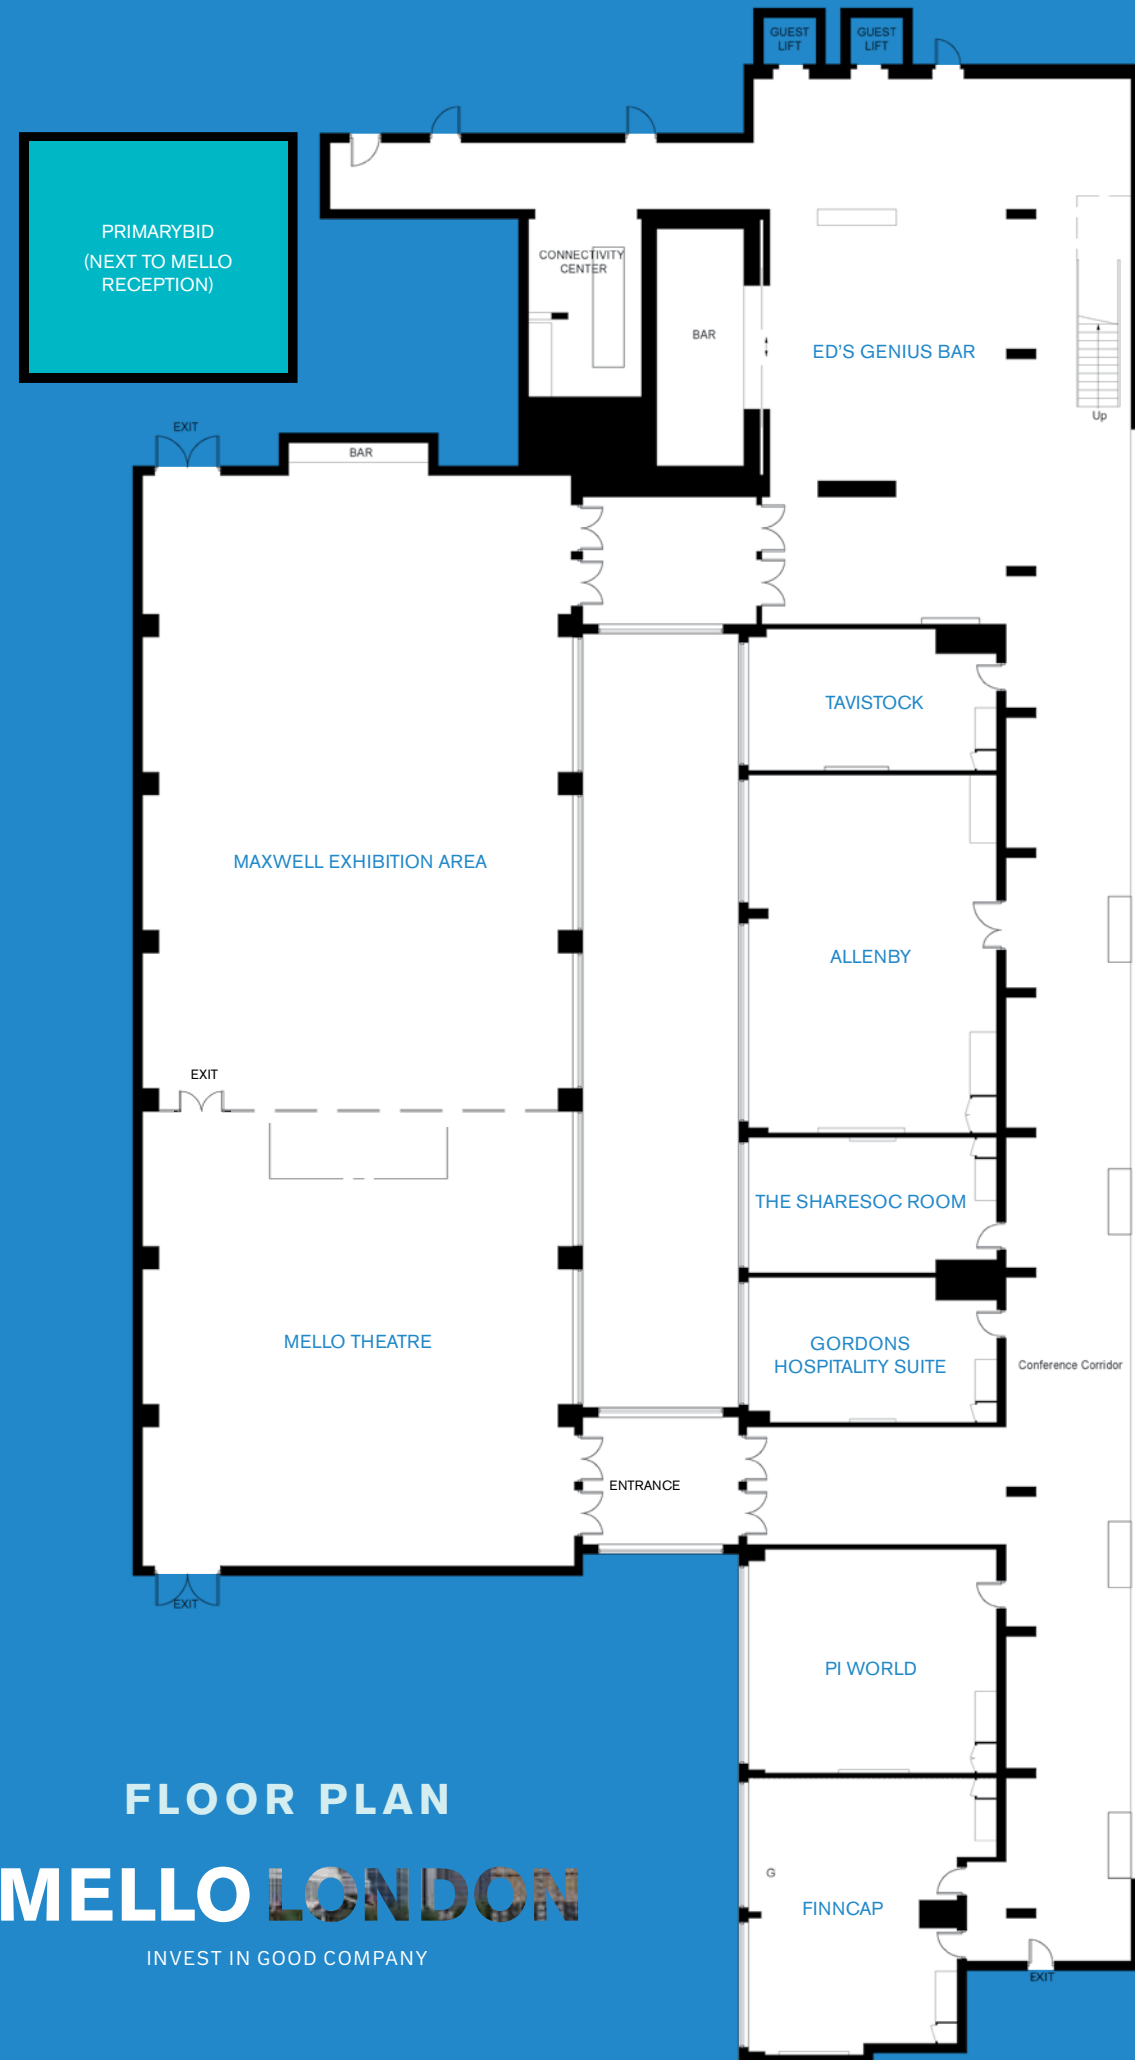 GUEST
LIFT
GUEST
LIFT
PRIMARYBID
(NEXT TO MELLO
RECEPTION)
CONNECTIVITY
CENTER
BAR
ED'S GENIUS BAR
Up
EXIT
BAR
TAVISTOCK
MAXWELL EXHIBITION AREA
ALLENBY
EXIT
THE SHARESOC ROOM
MELLO THEATRE
GORDONS
HOSPITALITY SUITE
Conference Corridor
ENTRANCE
EXIT
PI WORLD
FLOOR PLAN
MELLO LONDON
G
FINNCAP
INVEST IN GOOD COMPANY
EXIT